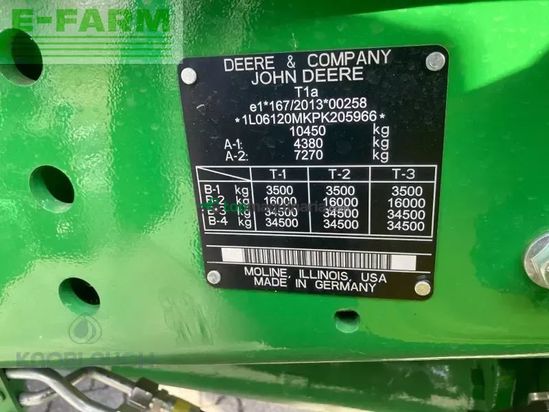 E-FARM
DEERE & COMPANY
JOHN DEERE
T1a
e1*167/2013*00258
*1L06120MKPK205966*
10450 kg
A-1: 4380 kg
A-2: 7270 kg
T-1 T-2 T-3
B-1 kg 3500 3500 3500
B-2 kg 16000 16000 16000
B-3 kg 34500 34500 34500
B-4 kg 34500 34500 34500
MOLINE, ILLINOIS, USA
MADE IN GERMANY